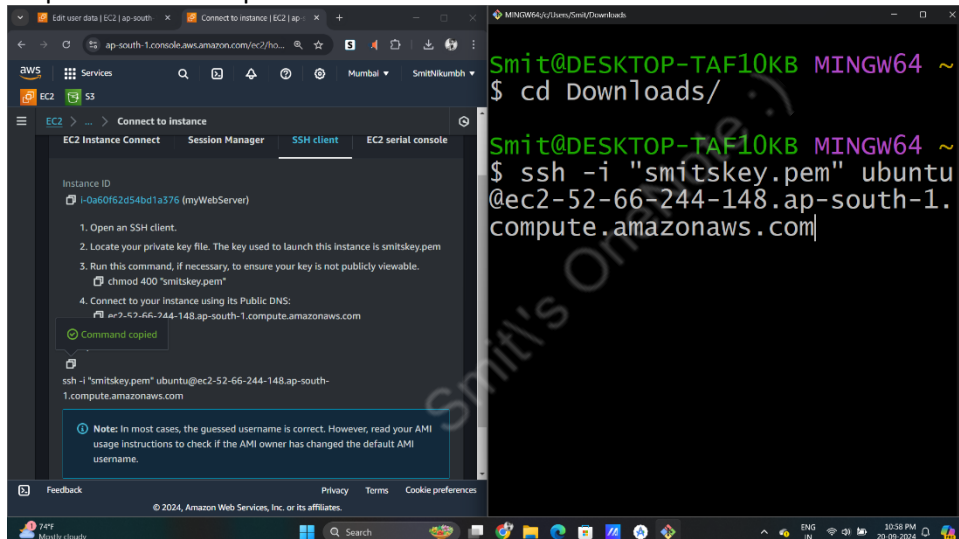 Edit user data | EC2 | ap-south-
Connect to instance | EC2 | ap-s
MINGW64:/c/Users/Smit/Downloads
ap-south-1.console.aws.amazon.com/ec2/ho...
aws
Services
Mumbai
SmitNikumbh
EC2
S3
EC2 > ... > Connect to instance
EC2 Instance Connect
Session Manager
SSH client
EC2 serial console
Instance ID
i-0a60f62d54bd1a376 (myWebServer)
1. Open an SSH client.
2. Locate your private key file. The key used to launch this instance is smitskey.pem
3. Run this command, if necessary, to ensure your key is not publicly viewable.
chmod 400 "smitskey.pem"
4. Connect to your instance using its Public DNS:
ec2-52-66-244-148.ap-south-1.compute.amazonaws.com
Command copied
ssh -i "smitskey.pem" ubuntu@ec2-52-66-244-148.ap-south-
1.compute.amazonaws.com
Note: In most cases, the guessed username is correct. However, read your AMI
usage instructions to check if the AMI owner has changed the default AMI
username.
Feedback
Privacy
Terms
Cookie preferences
© 2024, Amazon Web Services, Inc. or its affiliates.
Smit@DESKTOP-TAF10KB MINGW64 ~
$ cd Downloads/
Smit@DESKTOP-TAF10KB MINGW64 ~
$ ssh -i "smitskey.pem" ubuntu
@ec2-52-66-244-148.ap-south-1.
compute.amazonaws.com
Smit\'s OneNote :)
74°F
Mostly cloudy
Search
ENG
IN
10:58 PM
20-09-2024